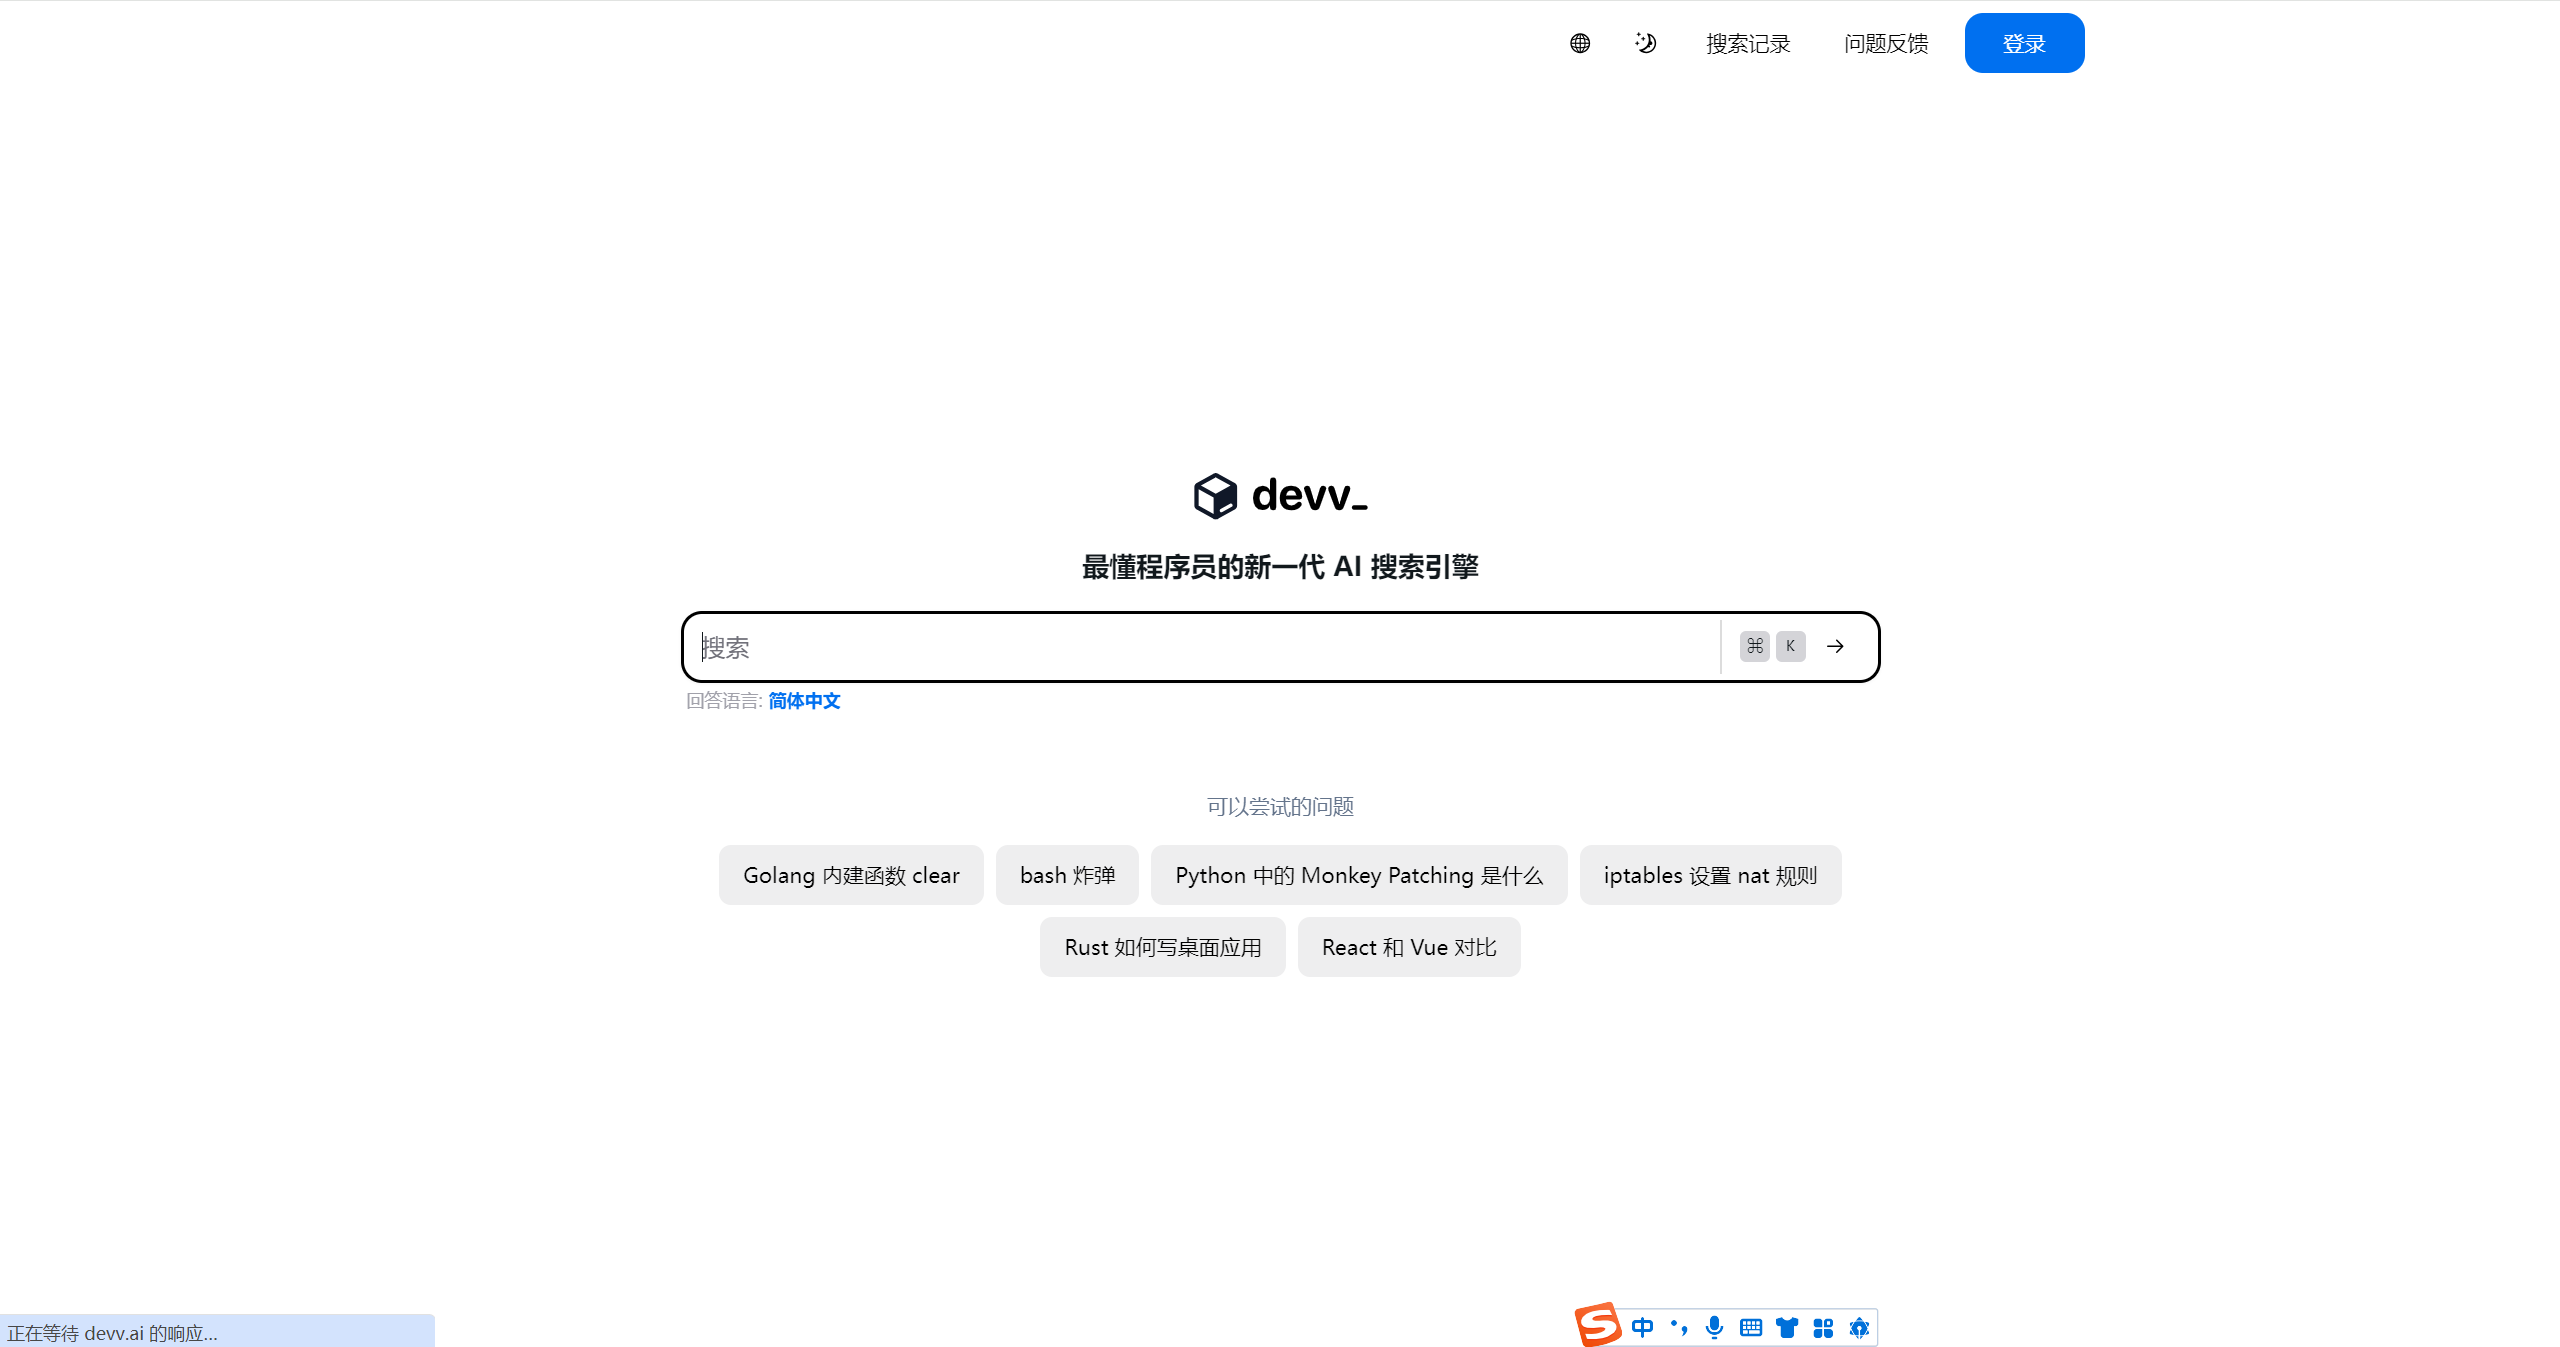 搜索记录 问题反馈 登录
devv_
最懂程序员的新一代 AI 搜索引擎
搜索 ⌘ K →
回答语言: 简体中文
可以尝试的问题
Golang 内建函数 clear bash 炸弹 Python 中的 Monkey Patching 是什么 iptables 设置 nat 规则
Rust 如何写桌面应用 React 和 Vue 对比
正在等待 devv.ai 的响应...
S 中